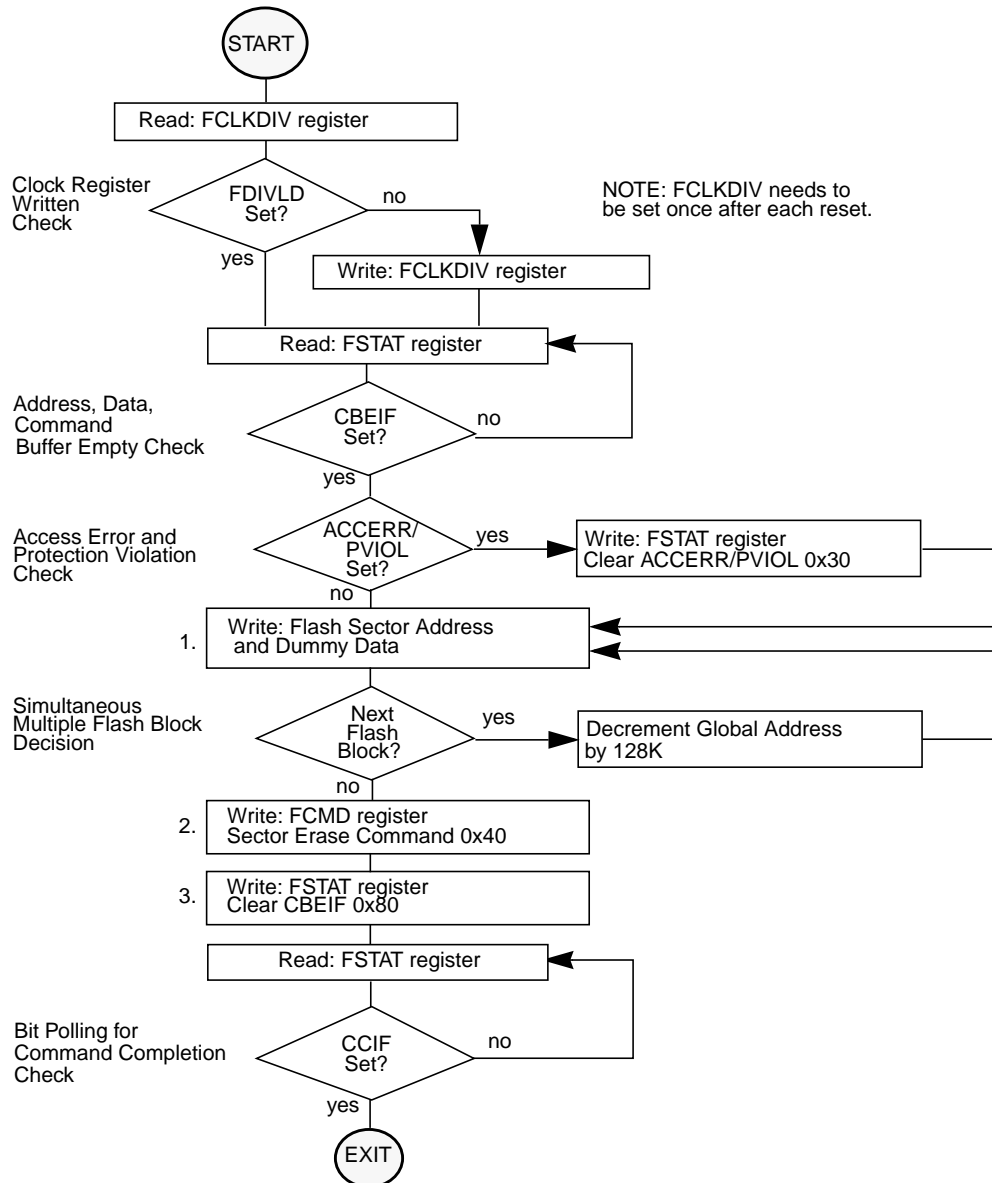 START
Read: FCLKDIV register
Clock Register
Written
Check
FDIVLD
Set?
no
NOTE: FCLKDIV needs to
be set once after each reset.
yes
Write: FCLKDIV register
Read: FSTAT register
Address, Data,
Command
Buffer Empty Check
CBEIF
Set?
no
yes
Access Error and
Protection Violation
Check
ACCERR/
PVIOL
Set?
yes
Write: FSTAT register
Clear ACCERR/PVIOL 0x30
no
1.
Write: Flash Sector Address
and Dummy Data
Simultaneous
Multiple Flash Block
Decision
Next
Flash
Block?
yes
Decrement Global Address
by 128K
no
2.
Write: FCMD register
Sector Erase Command 0x40
3.
Write: FSTAT register
Clear CBEIF 0x80
Read: FSTAT register
Bit Polling for
Command Completion
Check
CCIF
Set?
no
yes
EXIT